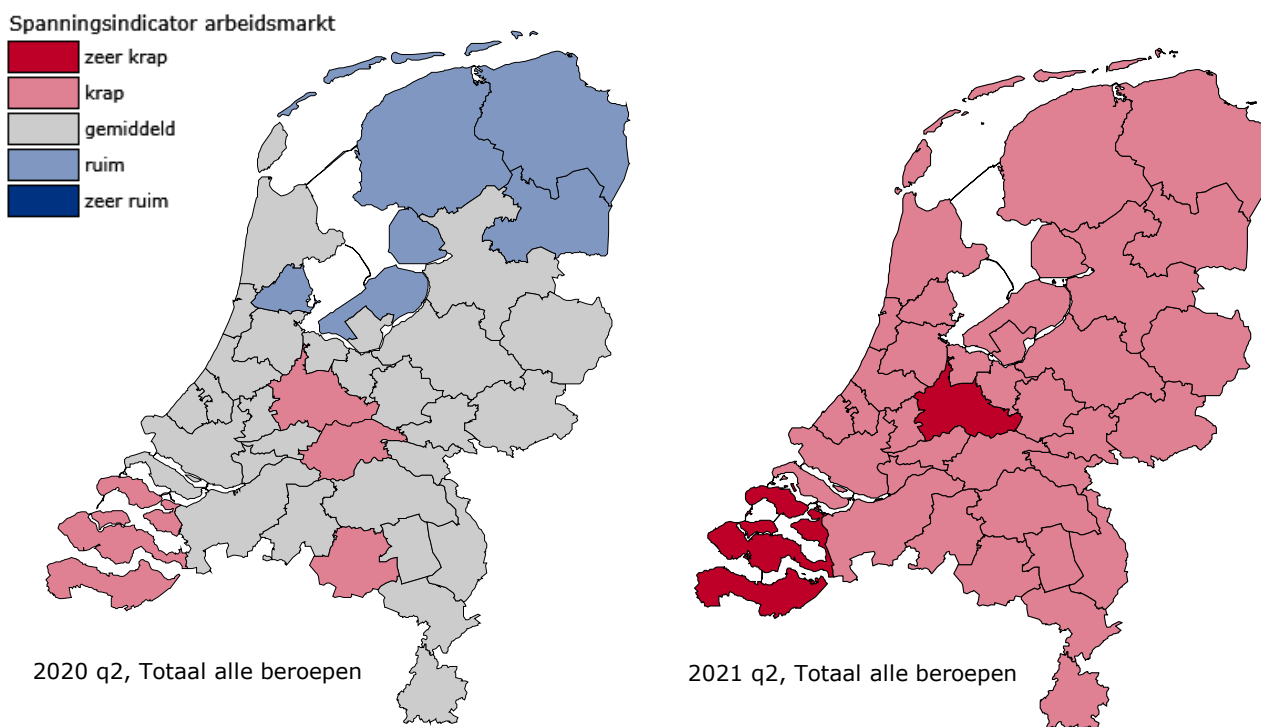 Spanningsindicator arbeidsmarkt
zeer krap
krap
gemiddeld
ruim
zeer ruim
2020 q2, Totaal alle beroepen
2021 q2, Totaal alle beroepen